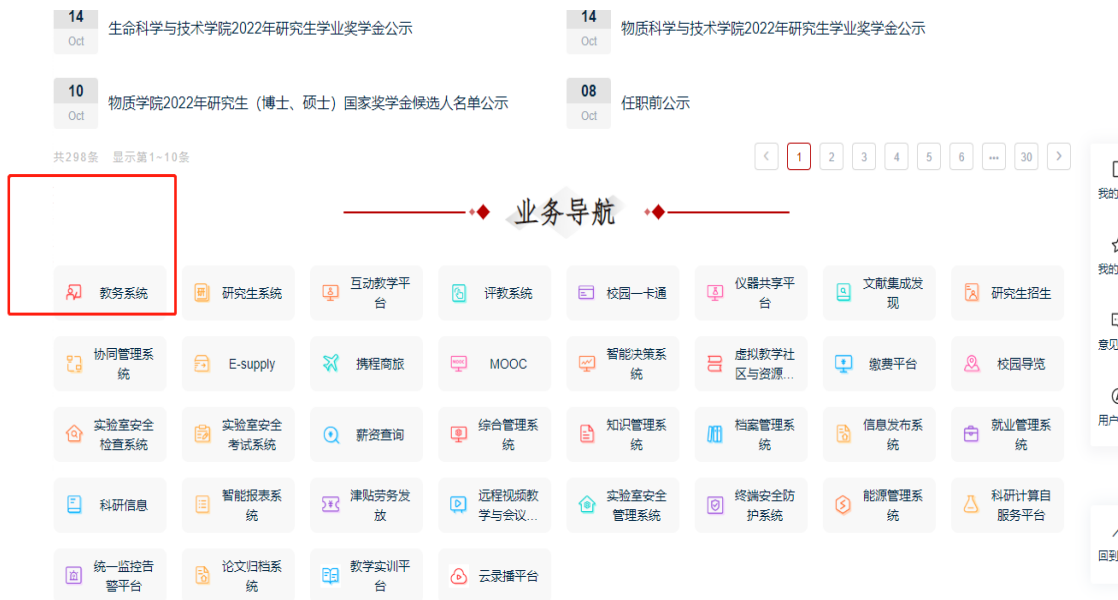 14
Oct
生命科学与技术学院2022年研究生学业奖学金公示
14
Oct
物质科学与技术学院2022年研究生学业奖学金公示
10
Oct
物质学院2022年研究生（博士、硕士）国家奖学金候选人名单公示
08
Oct
任职前公示
共298条 显示第1~10条
< 1 2 3 4 5 6 ••• 30 >
我的
业务导航
我的
教务系统
研究生系统
互动教学平
台
评教系统
校园一卡通
仪器共享平
台
文献集成发
现
研究生招生
意见
协同管理系
统
E-supply
携程商旅
MOOC
智能决策系
统
虚拟教学社
区与资源...
缴费平台
校园导览
用户
实验室安全
检查系统
实验室安全
考试系统
薪资查询
综合管理系
统
知识管理系
统
档案管理系
统
信息发布系
统
就业管理系
统
科研信息
智能报表系
统
津贴劳务发
放
远程视频教
学与会议...
实验室安全
管理系统
终端安全防
护系统
能源管理系
统
科研计算自
服务平台
回到
统一监控告
警平台
论文归档系
统
教学实训平
台
云录播平台